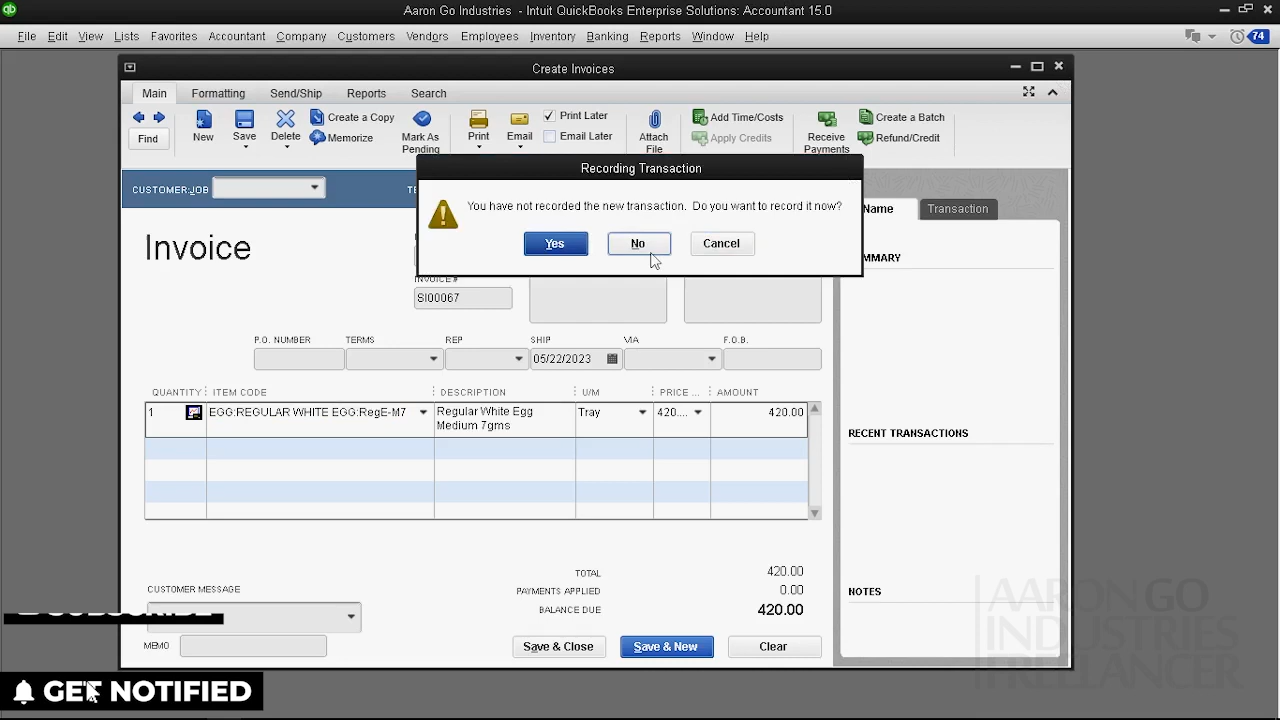 Aaron Go Industries - Intuit QuickBooks Enterprise Solutions: Accountant 15.0
File Edit View Lists Favorites Accountant Company Customers Vendors Employees Inventory Banking Reports Window Help 74
Create Invoices
Main Formatting Send/Ship Reports Search
Find New Save Delete Create a Copy Memorize Mark As Pending Print Email Print Later Email Later Attach File Add Time/Costs Apply Credits Receive Payments Create a Batch Refund/Credit
Recording Transaction
You have not recorded the new transaction. Do you want to record it now?
Yes No Cancel
CUSTOMER:JOB
Name Transaction
Invoice
INVOICE #
SI00067
P.O. NUMBER TERMS REP SHIP VIA F.O.B.
05/22/2023
QUANTITY ITEM CODE DESCRIPTION U/M PRICE ... AMOUNT
1 EGG:REGULAR WHITE EGG:RegE-M7 Regular White Egg Tray 420.... 420.00
Medium 7gms
RECENT TRANSACTIONS
TOTAL 420.00
PAYMENTS APPLIED 0.00
BALANCE DUE 420.00
CUSTOMER MESSAGE
MEMO
Save & Close Save & New Clear
NOTES
AARON GO
INDUSTRIES
FREELANCER
GET NOTIFIED